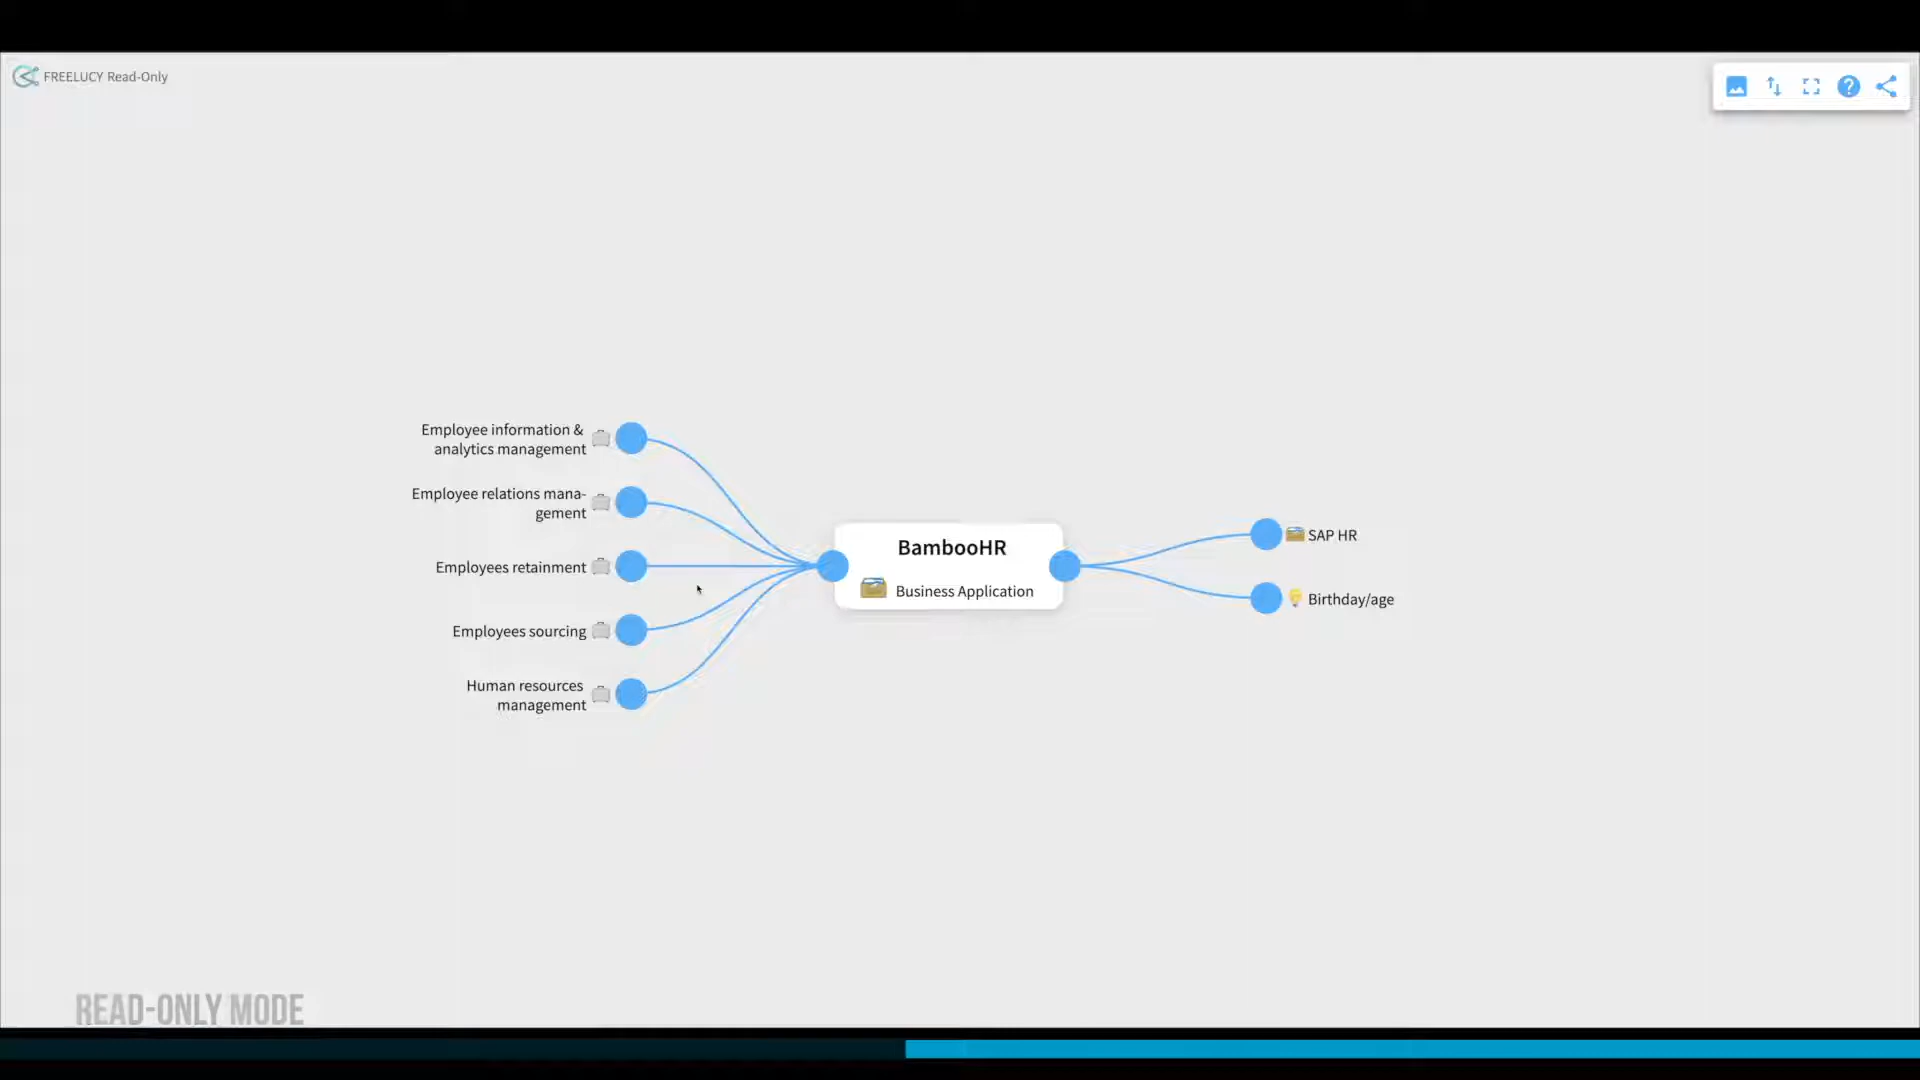 FREELUCY Read-Only
Employee information &
analytics management
Employee relations mana-
gement
Employees retainment
Employees sourcing
Human resources
management
BambooHR
Business Application
SAP HR
Birthday/age
READ-ONLY MODE